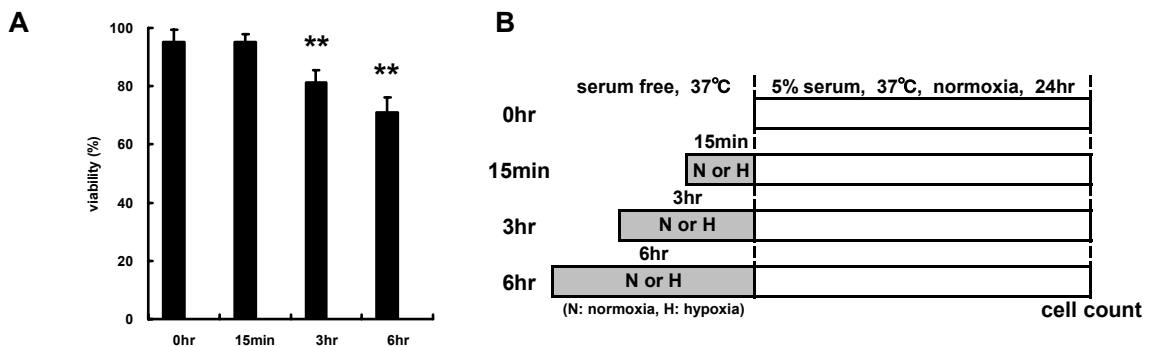 A
100
80
60
40
20
0
viability (%)
**
**
0hr
15min
3hr
6hr
B
serum free, 37℃
5% serum, 37℃, normoxia, 24hr
0hr
15min
15min
N or H
3hr
3hr
N or H
6hr
6hr
N or H
(N: normoxia, H: hypoxia)
cell count